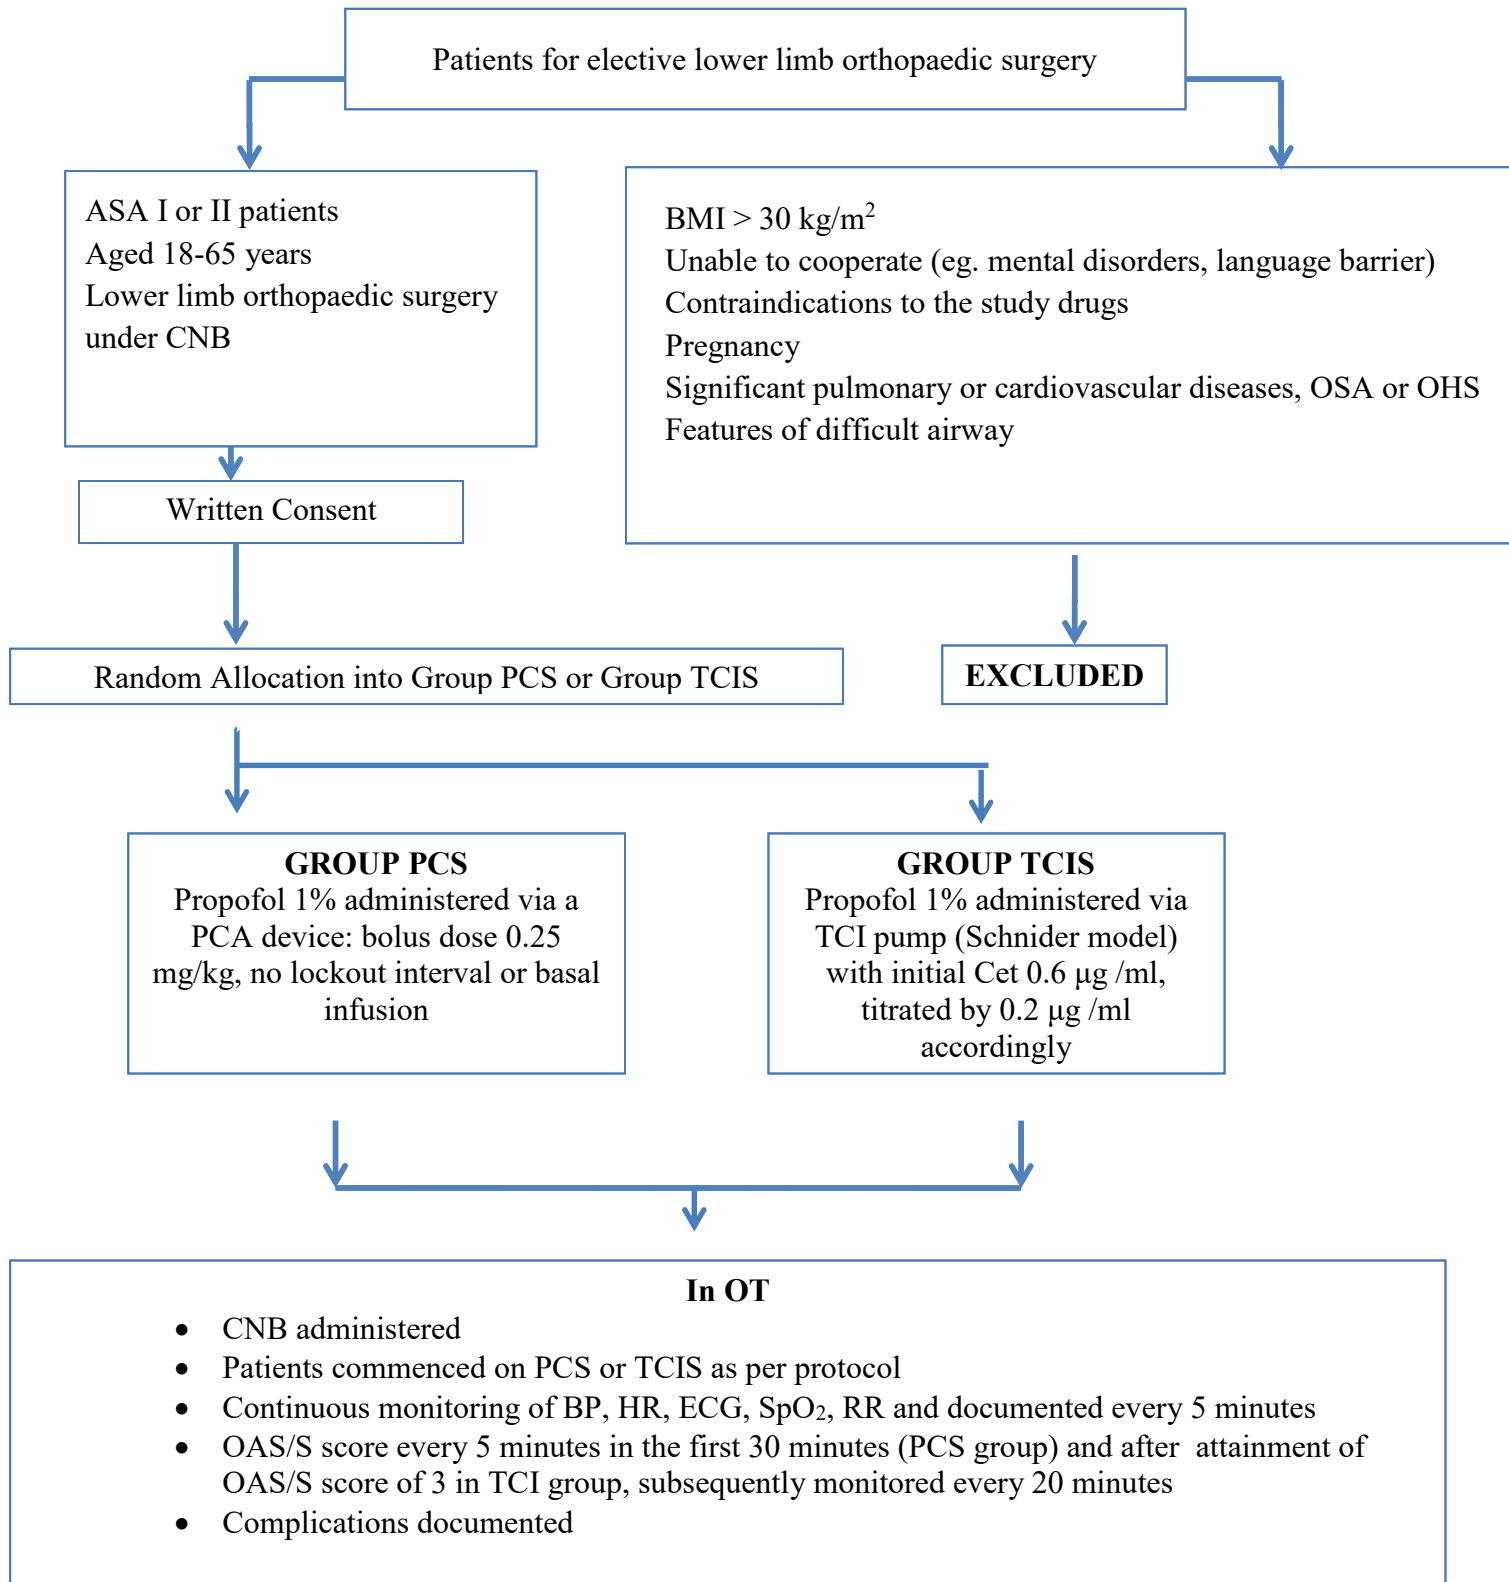 Patients for elective lower limb orthopaedic surgery
ASA I or II patients
Aged 18-65 years
Lower limb orthopaedic surgery
under CNB
BMI > 30 kg/m²
Unable to cooperate (eg. mental disorders, language barrier)
Contraindications to the study drugs
Pregnancy
Significant pulmonary or cardiovascular diseases, OSA or OHS
Features of difficult airway
Written Consent
Random Allocation into Group PCS or Group TCIS
EXCLUDED
GROUP PCS
Propofol 1% administered via a
PCA device: bolus dose 0.25
mg/kg, no lockout interval or basal
infusion
GROUP TCIS
Propofol 1% administered via
TCI pump (Schnider model)
with initial Cet 0.6 µg /ml,
titrated by 0.2 µg /ml
accordingly
In OT
• CNB administered
• Patients commenced on PCS or TCIS as per protocol
• Continuous monitoring of BP, HR, ECG, SpO₂, RR and documented every 5 minutes
• OAS/S score every 5 minutes in the first 30 minutes (PCS group) and after attainment of
OAS/S score of 3 in TCI group, subsequently monitored every 20 minutes
• Complications documented